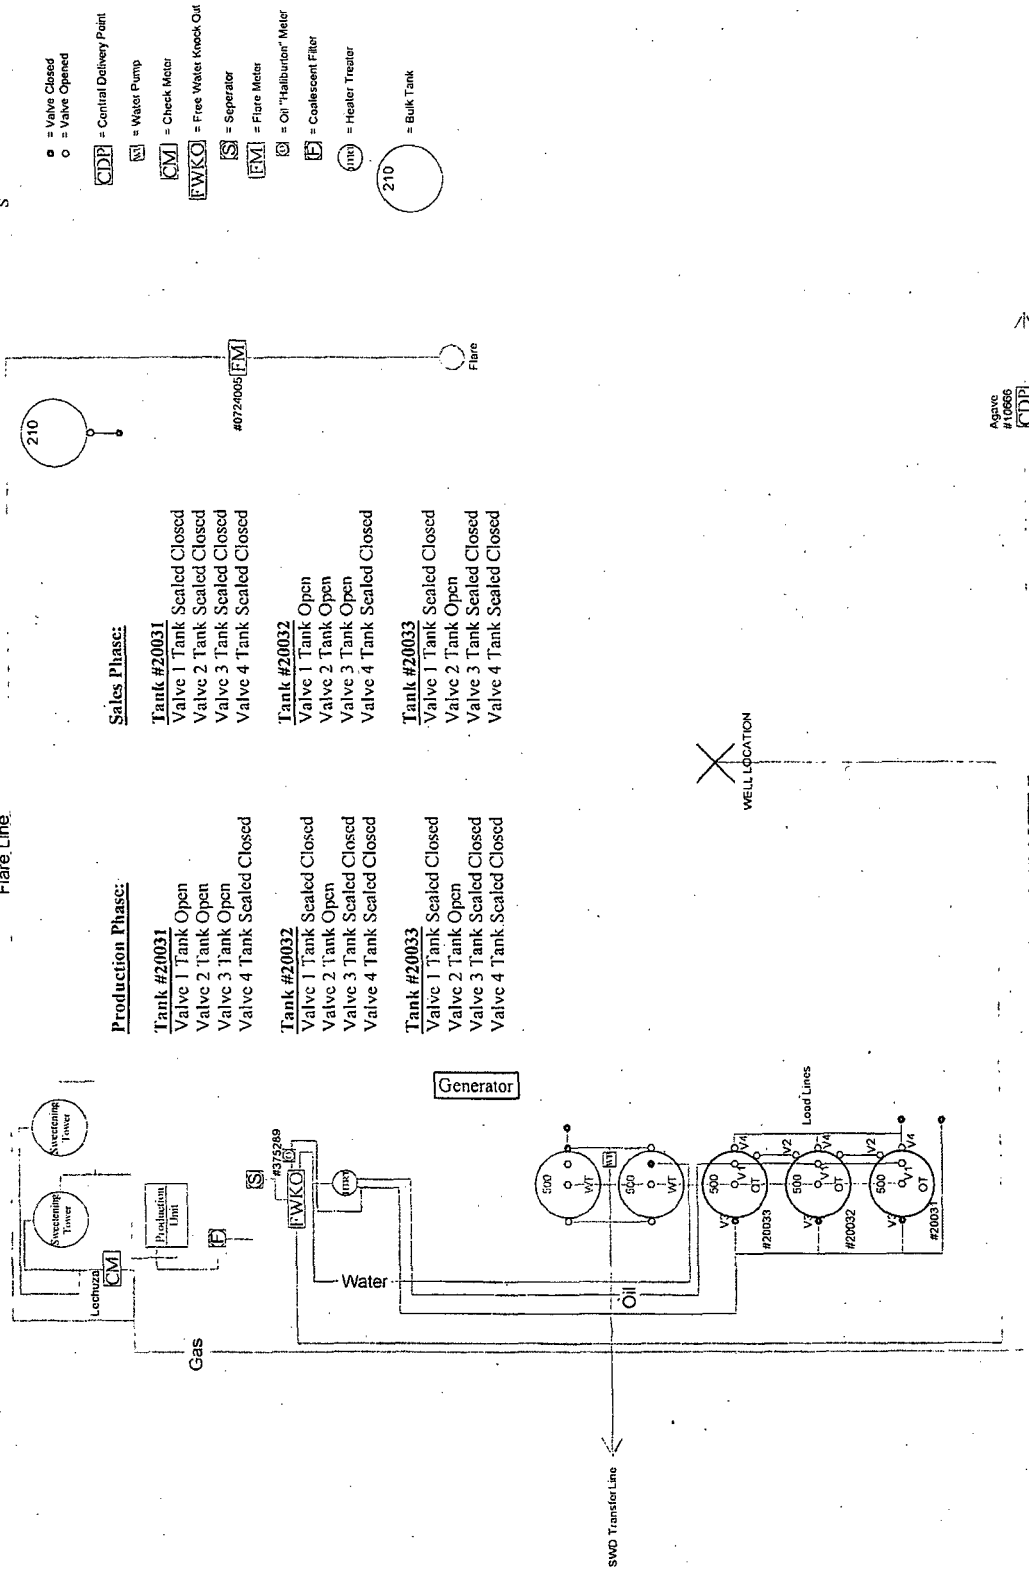 = Valve Closed
= Valve Opened
CDP = Central Delivery Point
= Water Pump
CM = Check Meter
FWKO = Free Water Knock Out
S = Seperator
FM = Flare Meter
= Oil "Haliburton" Meter
F = Coalescent Filter
= Heater Treater
210 = Bulk Tank
S
Flare Line
210
#0724005 FM
Flare
Production Phase:
Tank #20031
Valve 1 Tank Open
Valve 2 Tank Open
Valve 3 Tank Open
Valve 4 Tank Sealed Closed
Tank #20032
Valve 1 Tank Sealed Closed
Valve 2 Tank Open
Valve 3 Tank Sealed Closed
Valve 4 Tank Sealed Closed
Tank #20033
Valve 1 Tank Sealed Closed
Valve 2 Tank Open
Valve 3 Tank Sealed Closed
Valve 4 Tank Sealed Closed
Sales Phase:
Tank #20031
Valve 1 Tank Sealed Closed
Valve 2 Tank Sealed Closed
Valve 3 Tank Sealed Closed
Valve 4 Tank Sealed Closed
Tank #20032
Valve 1 Tank Open
Valve 2 Tank Open
Valve 3 Tank Open
Valve 4 Tank Sealed Closed
Tank #20033
Valve 1 Tank Sealed Closed
Valve 2 Tank Open
Valve 3 Tank Sealed Closed
Valve 4 Tank Sealed Closed
Sweetening
Tower
Sweetening
Tower
Lechuza
CM
Production
Unit
F
S
#375289
FWKO
Gas
Water
Oil
Generator
SWD Transfer Line
500
WT
500
WT
500
OT
V1
V2
V3
V4
#20033
500
OT
V1
V2
V3
V4
#20032
500
OT
V1
V3
V4
#20031
Load Lines
WELL LOCATION
Agave
#10666
CDP